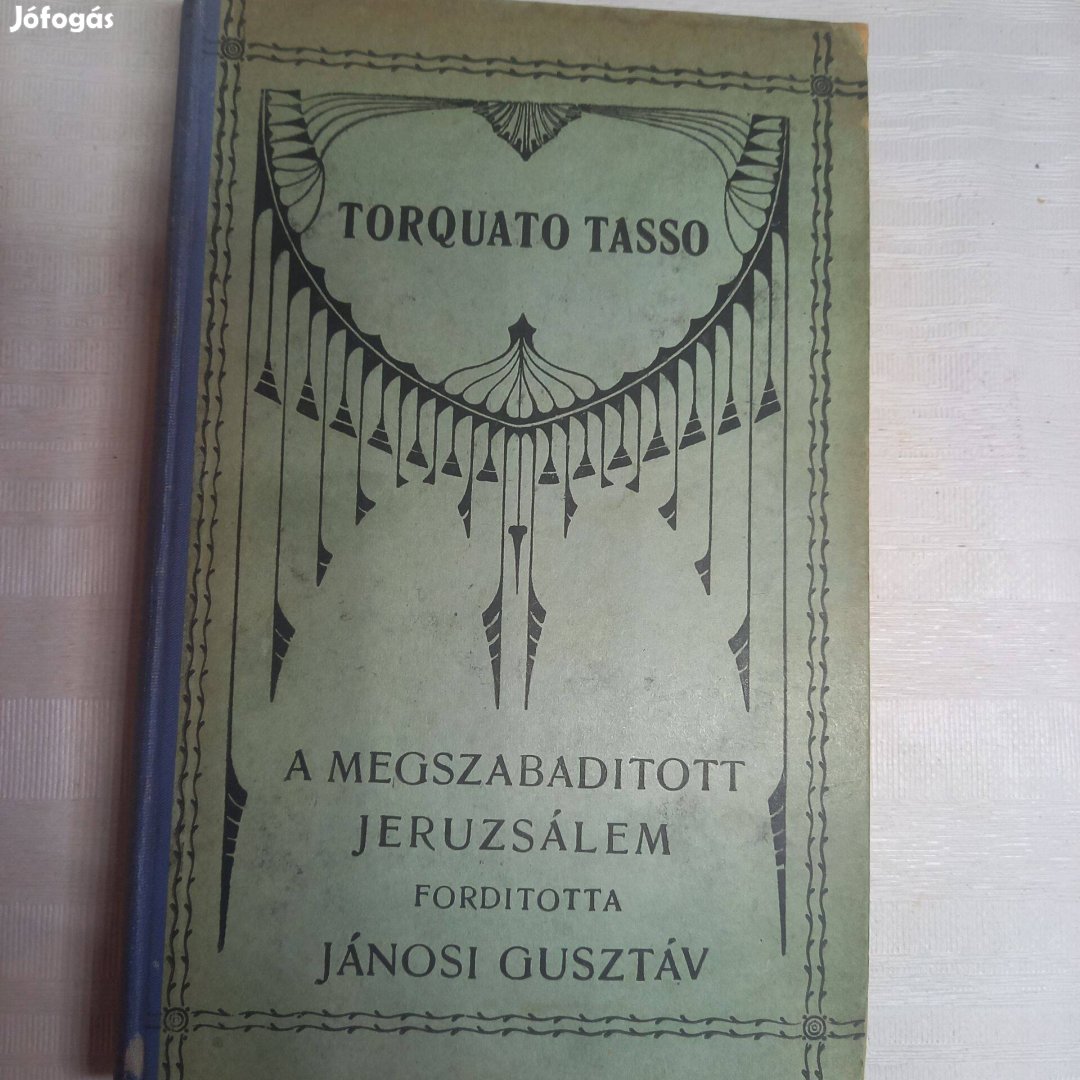 Jófogás
TORQUATO TASSO
A MEGSZABADITOTT
JERUZSÁLEM
FORDITOTTA
JÁNOSI GUSZTÁV